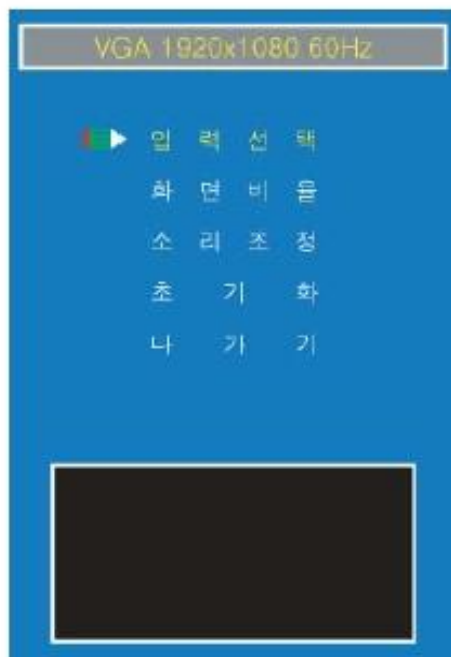 VGA 1920x1080 60Hz
입 력 선 택
화 면 비 율
소 리 조 정
초 기 화
나 가 기